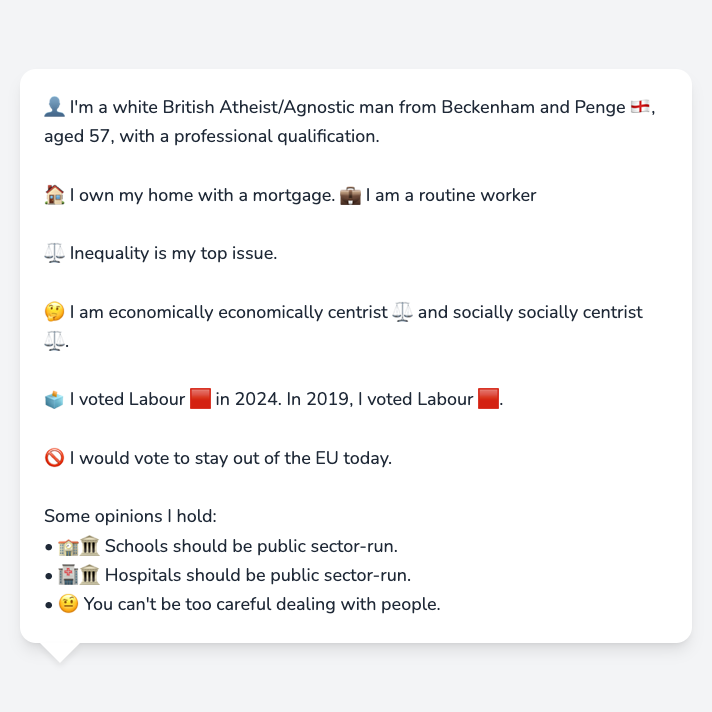 👤 I'm a white British Atheist/Agnostic man from Beckenham and Penge 🏴󠁧󠁢󠁥󠁮󠁧󠁿,
aged 57, with a professional qualification.
🏠 I own my home with a mortgage. 💼 I am a routine worker
⚖️ Inequality is my top issue.
🤔 I am economically economically centrist ⚖️ and socially socially centrist
⚖️.
🗳️ I voted Labour 🟥 in 2024. In 2019, I voted Labour 🟥.
🚫 I would vote to stay out of the EU today.
Some opinions I hold:
• 🏫🏛️ Schools should be public sector-run.
• 🏥🏛️ Hospitals should be public sector-run.
• 🤨 You can't be too careful dealing with people.